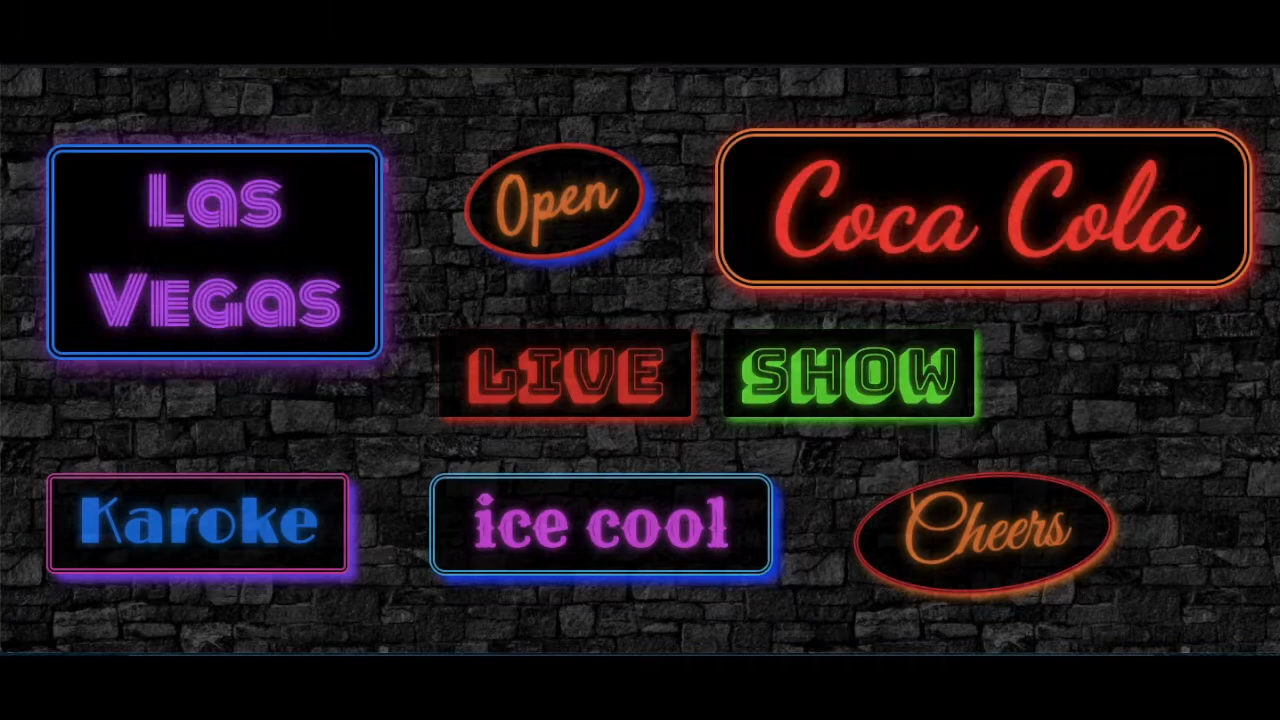 Las
Vegas
Open
Coca Cola
LIVE
SHOW
Karoke
ice cool
Cheers